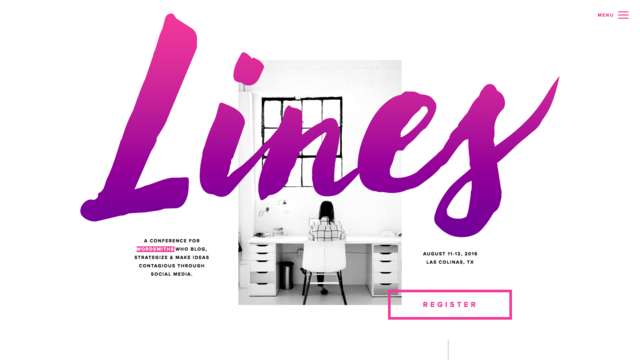 MENU
Lines
A CONFERENCE FOR
WORDSMITHS WHO BLOG,
STRATEGIZE & MAKE IDEAS
CONTAGIOUS THROUGH
SOCIAL MEDIA.
AUGUST 11-12, 2016
LAS COLINAS, TX
REGISTER